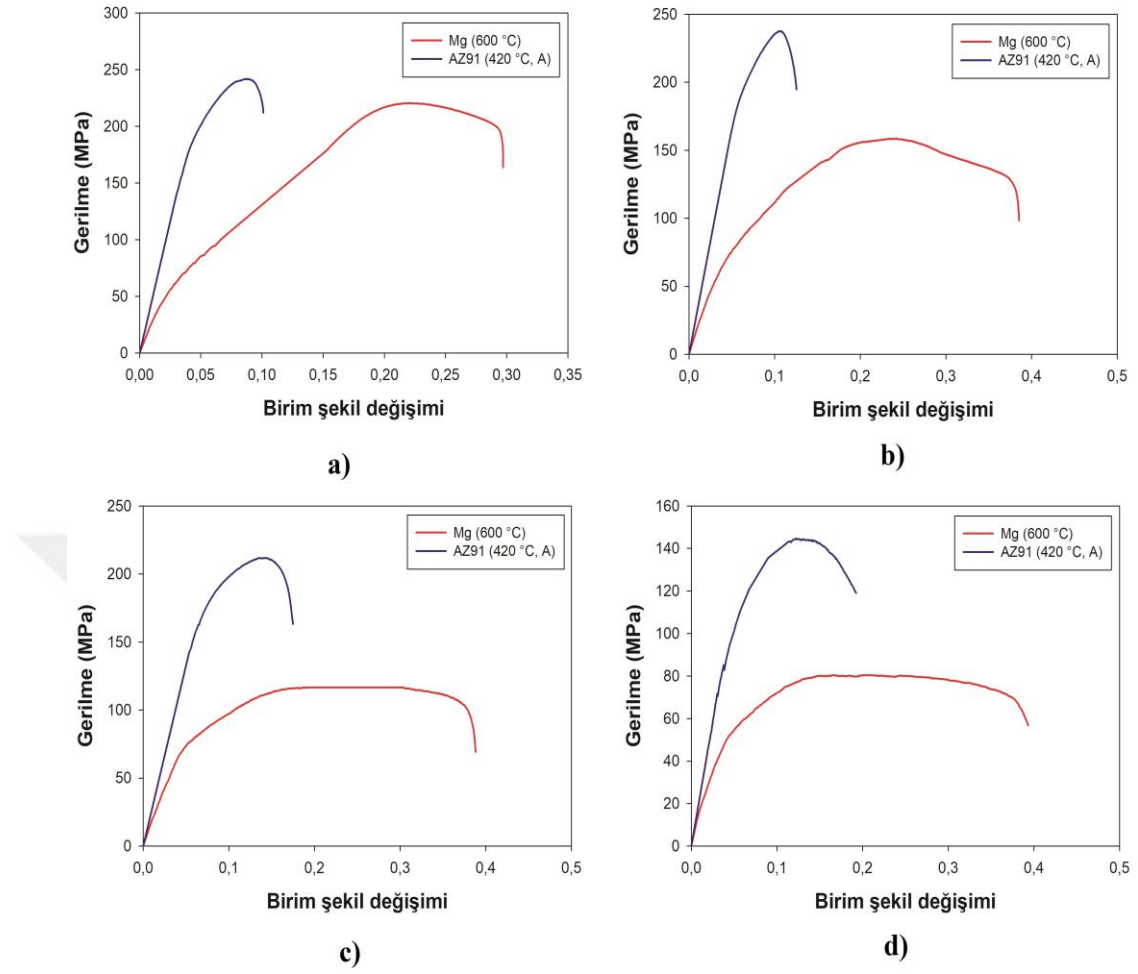 300
250
200
150
100
50
0
Gerilme (MPa)
Mg (600 °C)
AZ91 (420 °C, A)
0,00 0,05 0,10 0,15 0,20 0,25 0,30 0,35
Birim şekil değişimi
a)
250
200
150
100
50
0
Gerilme (MPa)
Mg (600 °C)
AZ91 (420 °C, A)
0,0 0,1 0,2 0,3 0,4 0,5
Birim şekil değişimi
b)
250
200
150
100
50
0
Gerilme (MPa)
Mg (600 °C)
AZ91 (420 °C, A)
0,0 0,1 0,2 0,3 0,4 0,5
Birim şekil değişimi
c)
160
140
120
100
80
60
40
20
0
Gerilme (MPa)
Mg (600 °C)
AZ91 (420 °C, A)
0,0 0,1 0,2 0,3 0,4 0,5
Birim şekil değişimi
d)